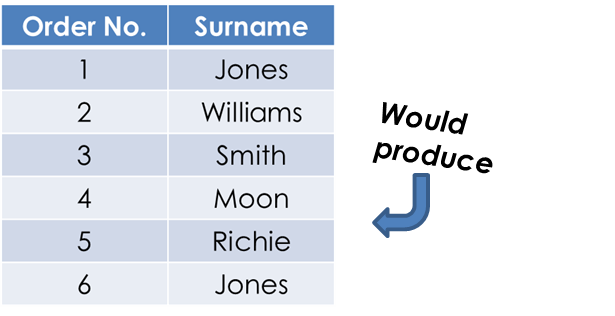 Order No. Surname
1 Jones
2 Williams
3 Smith
4 Moon
5 Richie
6 Jones
Would
produce